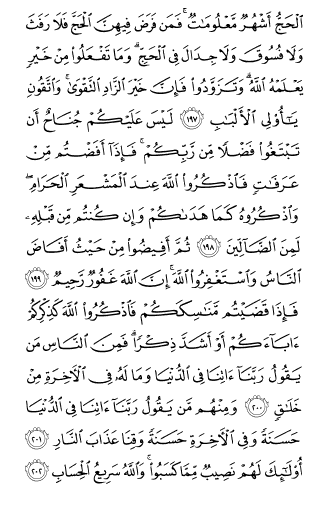 ٱلْحَجُّ أَشْهُرٌ مَّعْلُومَـٰتٌ ۚ فَمَن فَرَضَ فِيهِنَّ ٱلْحَجَّ فَلَا رَفَثَ
وَلَا فُسُوقَ وَلَا جِدَالَ فِى ٱلْحَجِّ ۗ وَمَا تَفْعَلُوا۟ مِنْ خَيْرٍ
يَعْلَمْهُ ٱللَّهُ ۗ وَتَزَوَّدُوا۟ فَإِنَّ خَيْرَ ٱلزَّادِ ٱلتَّقْوَىٰ ۚ وَٱتَّقُونِ
يَـٰٓأُو۟لِى ٱلْأَلْبَـٰبِ ١٩٧ لَيْسَ عَلَيْكُمْ جُنَاحٌ أَن
تَبْتَغُوا۟ فَضْلًا مِّن رَّبِّكُمْ ۚ فَإِذَآ أَفَضْتُم مِّنْ
عَرَفَـٰتٍ فَٱذْكُرُوا۟ ٱللَّهَ عِندَ ٱلْمَشْعَرِ ٱلْحَرَامِ ۖ
وَٱذْكُرُوهُ كَمَا هَدَىٰكُمْ وَإِن كُنتُم مِّن قَبْلِهِۦ
لَمِنَ ٱلضَّآلِّينَ ١٩٨ ثُمَّ أَفِيضُوا۟ مِنْ حَيْثُ أَفَاضَ
ٱلنَّاسُ وَٱسْتَغْفِرُوا۟ ٱللَّهَ ۚ إِنَّ ٱللَّهَ غَفُورٌ رَّحِيمٌ ١٩٩
فَإِذَا قَضَيْتُم مَّنَـٰسِكَكُمْ فَٱذْكُرُوا۟ ٱللَّهَ كَذِكْرِكُمْ
ءَابَآءَكُمْ أَوْ أَشَدَّ ذِكْرًا ۗ فَمِنَ ٱلنَّاسِ مَن
يَقُولُ رَبَّنَآ ءَاتِنَا فِى ٱلدُّنْيَا وَمَا لَهُۥ فِى ٱلْـَٔاخِرَةِ مِنْ
خَلَـٰقٍ ٢٠٠ وَمِنْهُم مَّن يَقُولُ رَبَّنَآ ءَاتِنَا فِى ٱلدُّنْيَا
حَسَنَةً وَفِى ٱلْـَٔاخِرَةِ حَسَنَةً وَقِنَا عَذَابَ ٱلنَّارِ ٢٠١
أُو۟لَـٰٓئِكَ لَهُمْ نَصِيبٌ مِّمَّا كَسَبُوا۟ ۚ وَٱللَّهُ سَرِيعُ ٱلْحِسَابِ ٢٠٢